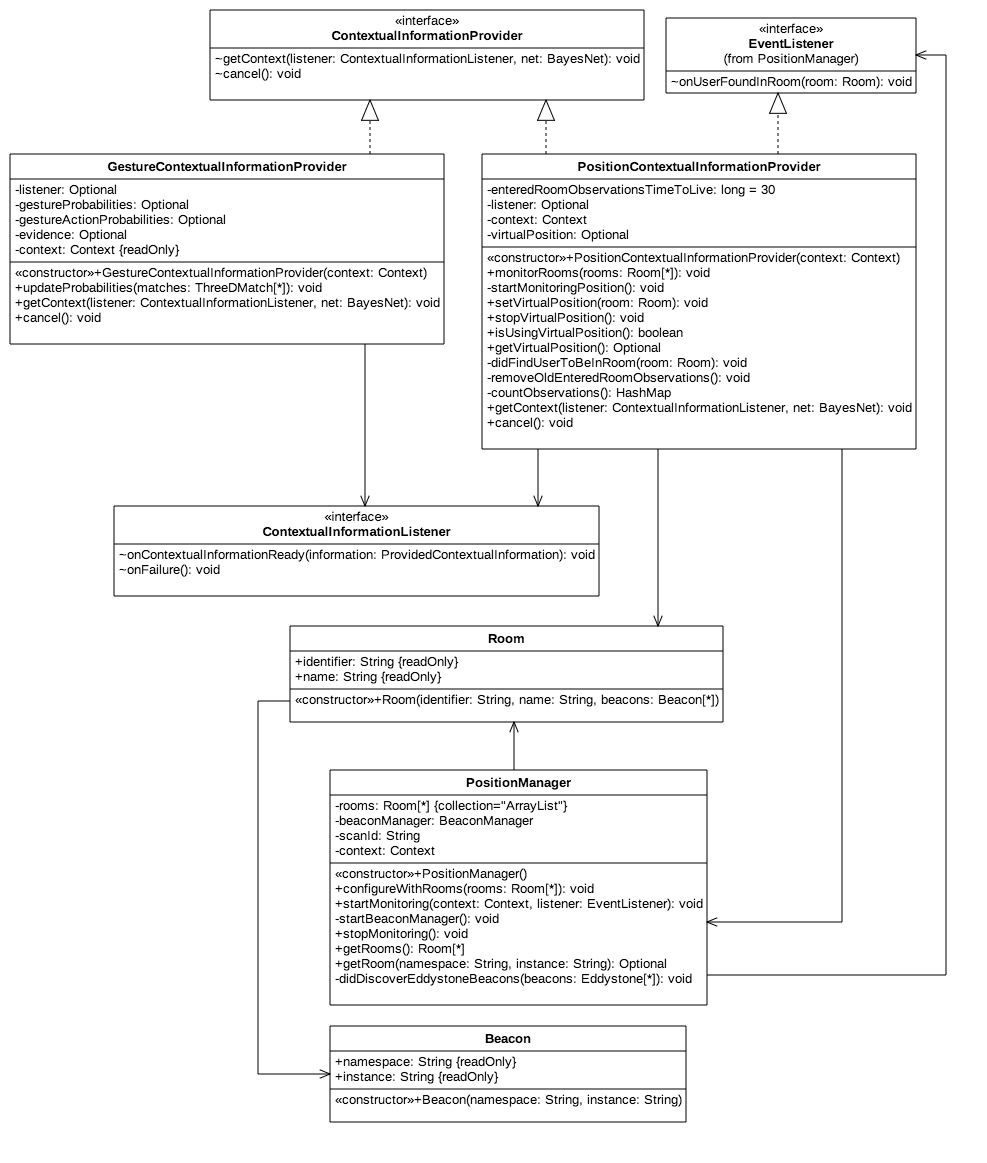 «interface»
ContextualInformationProvider
~getContext(listener: ContextualInformationListener, net: BayesNet): void
~cancel(): void
«interface»
EventListener
(from PositionManager)
~onUserFoundInRoom(room: Room): void
GestureContextualInformationProvider
-listener: Optional
-gestureProbabilities: Optional
-gestureActionProbabilities: Optional
-evidence: Optional
-context: Context {readOnly}
«constructor»+GestureContextualInformationProvider(context: Context)
+updateProbabilities(matches: ThreeDMatch[*]): void
+getContext(listener: ContextualInformationListener, net: BayesNet): void
+cancel(): void
PositionContextualInformationProvider
-enteredRoomObservationsTimeToLive: long = 30
-listener: Optional
-context: Context
-virtualPosition: Optional
«constructor»+PositionContextualInformationProvider(context: Context)
+monitorRooms(rooms: Room[*]): void
-startMonitoringPosition(): void
+setVirtualPosition(room: Room): void
+stopVirtualPosition(): void
+isUsingVirtualPosition(): boolean
+getVirtualPosition(): Optional
-didFindUserToBeInRoom(room: Room): void
-removeOldEnteredRoomObservations(): void
-countObservations(): HashMap
+getContext(listener: ContextualInformationListener, net: BayesNet): void
+cancel(): void
«interface»
ContextualInformationListener
~onContextualInformationReady(information: ProvidedContextualInformation): void
~onFailure(): void
Room
+identifier: String {readOnly}
+name: String {readOnly}
«constructor»+Room(identifier: String, name: String, beacons: Beacon[*])
PositionManager
-rooms: Room[*] {collection="ArrayList"}
-beaconManager: BeaconManager
-scanId: String
-context: Context
«constructor»+PositionManager()
+configureWithRooms(rooms: Room[*]): void
+startMonitoring(context: Context, listener: EventListener): void
-startBeaconManager(): void
+stopMonitoring(): void
+getRooms(): Room[*]
+getRoom(namespace: String, instance: String): Optional
-didDiscoverEddystoneBeacons(beacons: Eddystone[*]): void
Beacon
+namespace: String {readOnly}
+instance: String {readOnly}
«constructor»+Beacon(namespace: String, instance: String)